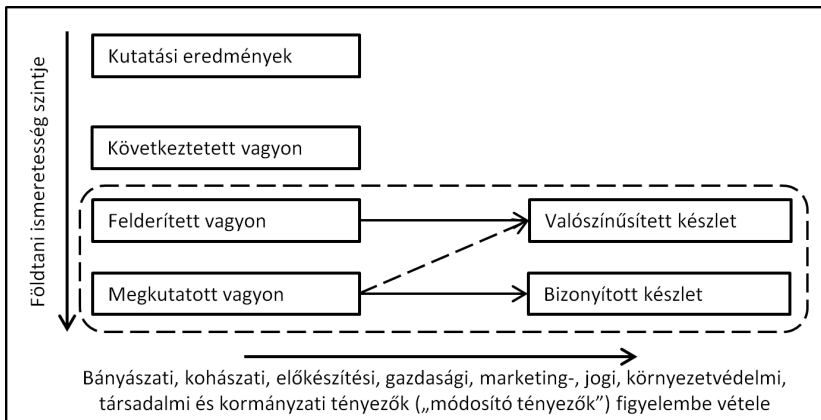 Földtani ismeretesség szintje
Kutatási eredmények
Következtetett vagyon
Felderített vagyon
Valószínűsített készlet
Megkutatott vagyon
Bizonyított készlet
Bányászati, kohászati, előkészítési, gazdasági, marketing-, jogi, környezetvédelmi,
társadalmi és kormányzati tényezők („módosító tényezők”) figyelembe vétele